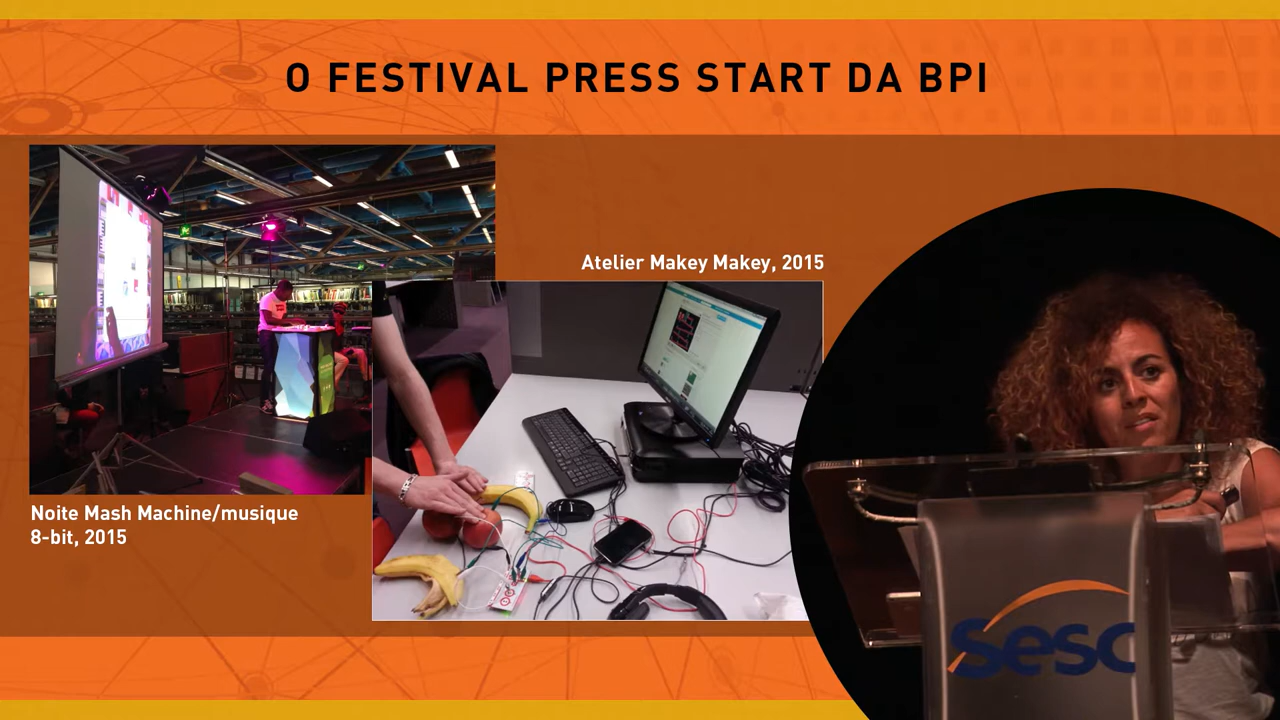 O FESTIVAL PRESS START DA BPI
Atelier Makey Makey, 2015
Noite Mash Machine/musique
8-bit, 2015
sesc